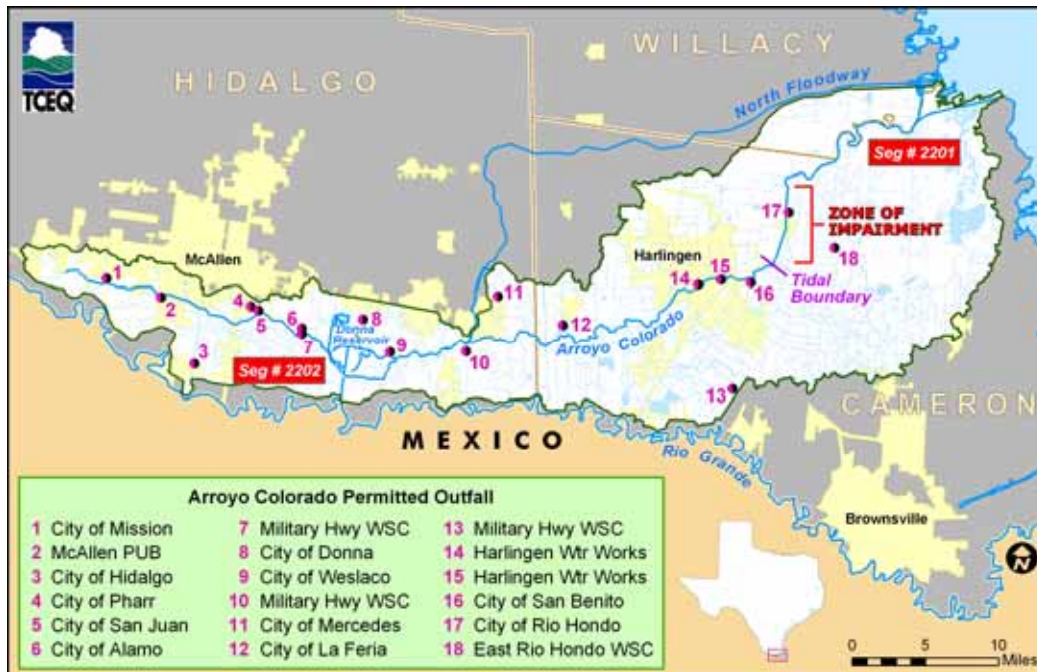 TCEQ
HIDALGO
WILLACY
North Floodway
Seg # 2201
ZONE OF
IMPAIRMENT
17
18
McAllen
Harlingen
1
2
3
4
5
6
7
8
9
10
11
12
13
14
15
16
Tidal
Boundary
Donna
Reservoir
Arroyo Colorado
Seg # 2202
MEXICO
CAMERON
Rio Grande
Brownsville
Arroyo Colorado Permitted Outfall
1 City of Mission
2 McAllen PUB
3 City of Hidalgo
4 City of Pharr
5 City of San Juan
6 City of Alamo
7 Military Hwy WSC
8 City of Donna
9 City of Weslaco
10 Military Hwy WSC
11 City of Mercedes
12 City of La Feria
13 Military Hwy WSC
14 Harlingen Wtr Works
15 Harlingen Wtr Works
16 City of San Benito
17 City of Rio Hondo
18 East Rio Hondo WSC
N
0 5 10
Miles